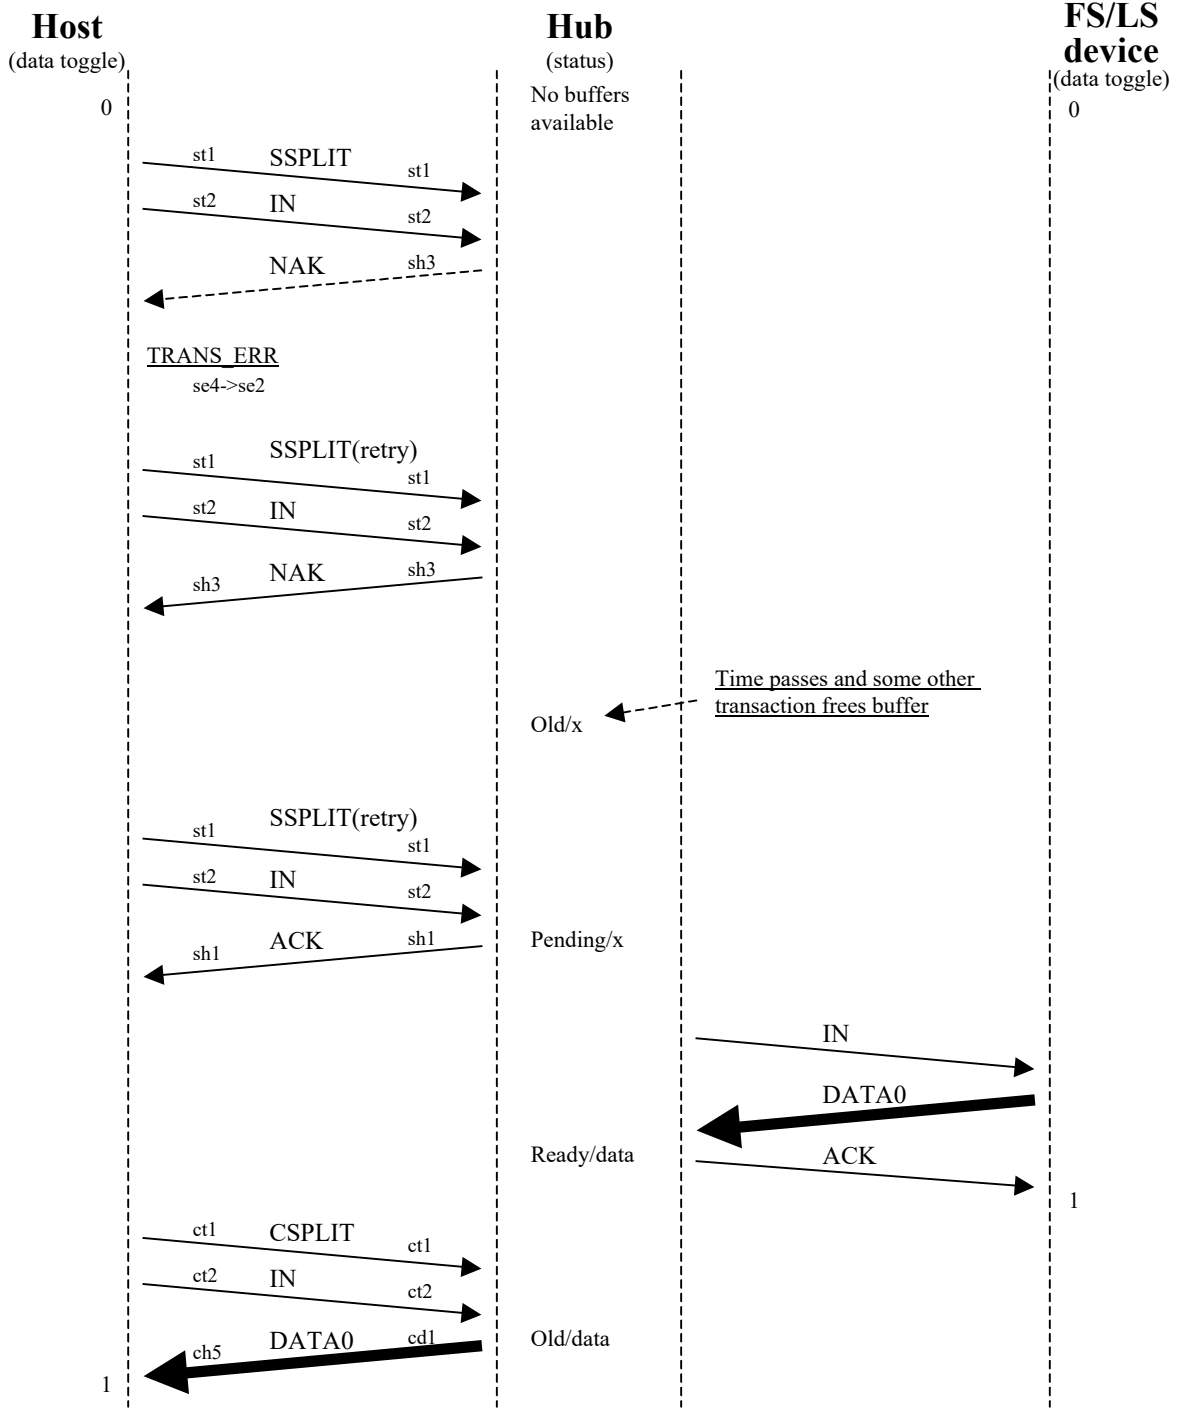 Host
(data toggle)
Hub
(status)
FS/LS
device
(data toggle)
0
No buffers
available
0
st1 SSPLIT st1
st2 IN st2
NAK sh3
TRANS_ERR
se4->se2
SSPLIT(retry)
st1 st1
st2 IN st2
sh3 NAK sh3
Time passes and some other
transaction frees buffer
Old/x
SSPLIT(retry)
st1 st1
st2 IN st2
sh1 ACK sh1
Pending/x
IN
DATA0
Ready/data
ACK
1
ct1 CSPLIT ct1
ct2 IN ct2
ch5 DATA0 cd1
Old/data
1